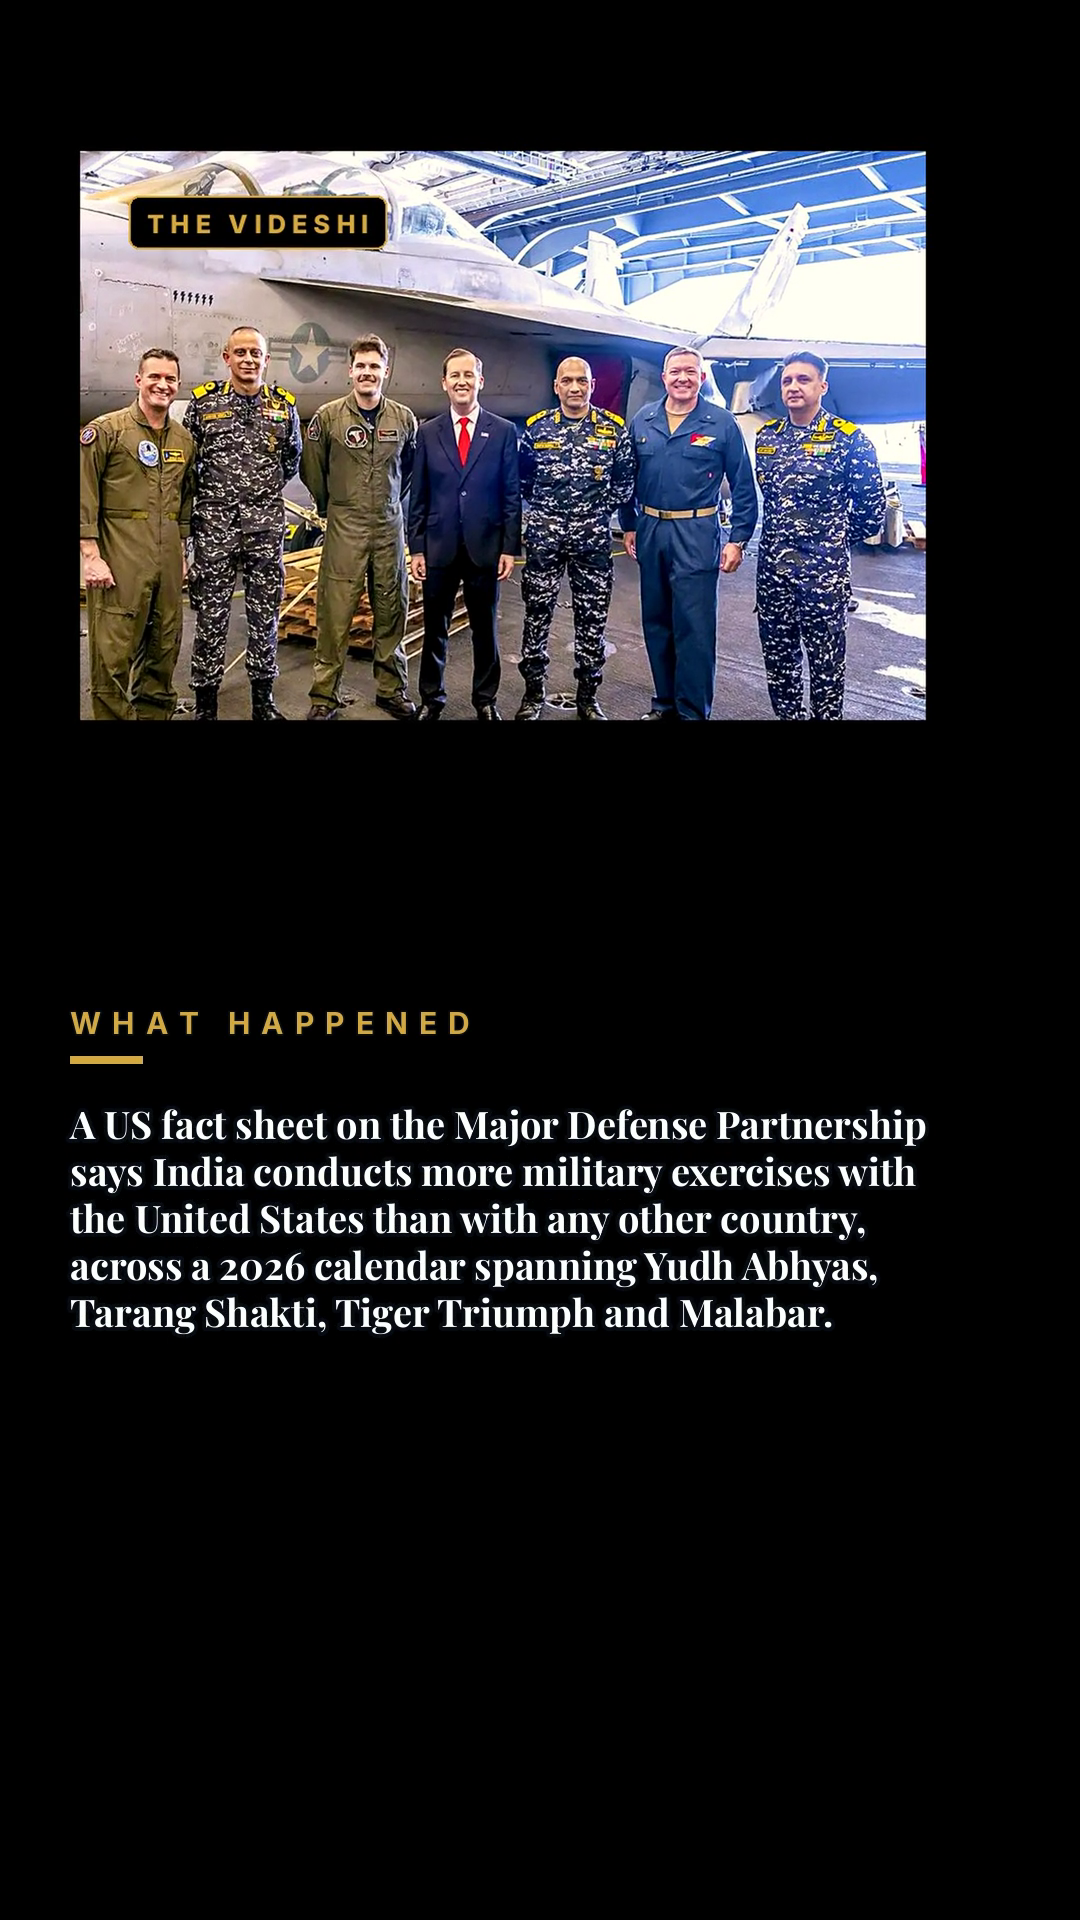 THE VIDESHI
WHAT HAPPENED
A US fact sheet on the Major Defense Partnership
says India conducts more military exercises with
the United States than with any other country,
across a 2026 calendar spanning Yudh Abhyas,
Tarang Shakti, Tiger Triumph and Malabar.